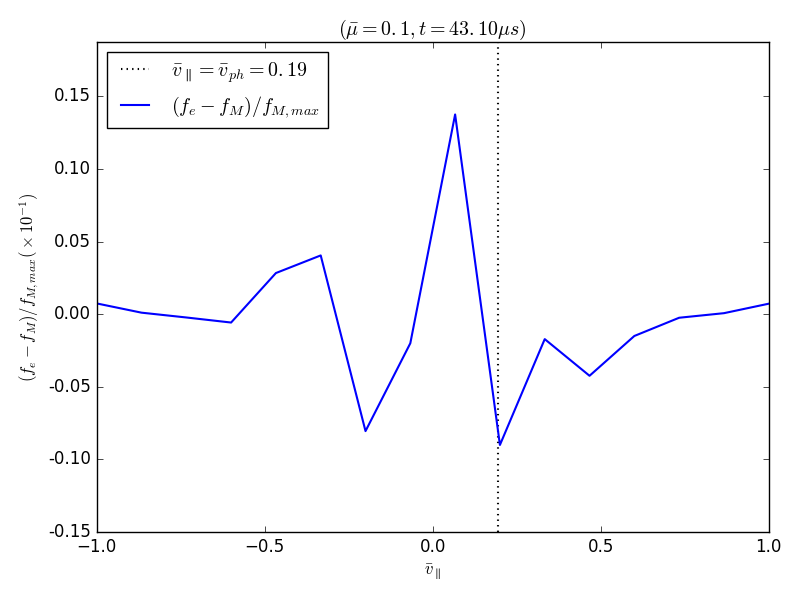 (μ̄ = 0.1, t = 43.10μs)
v̄∥ = v̄ph = 0.19
(fe − fM)/fM,max
(fe − fM)/fM,max(×10⁻¹)
0.15
0.10
0.05
0.00
-0.05
-0.10
-0.15
−1.0 −0.5 0.0 0.5 1.0
v̄∥